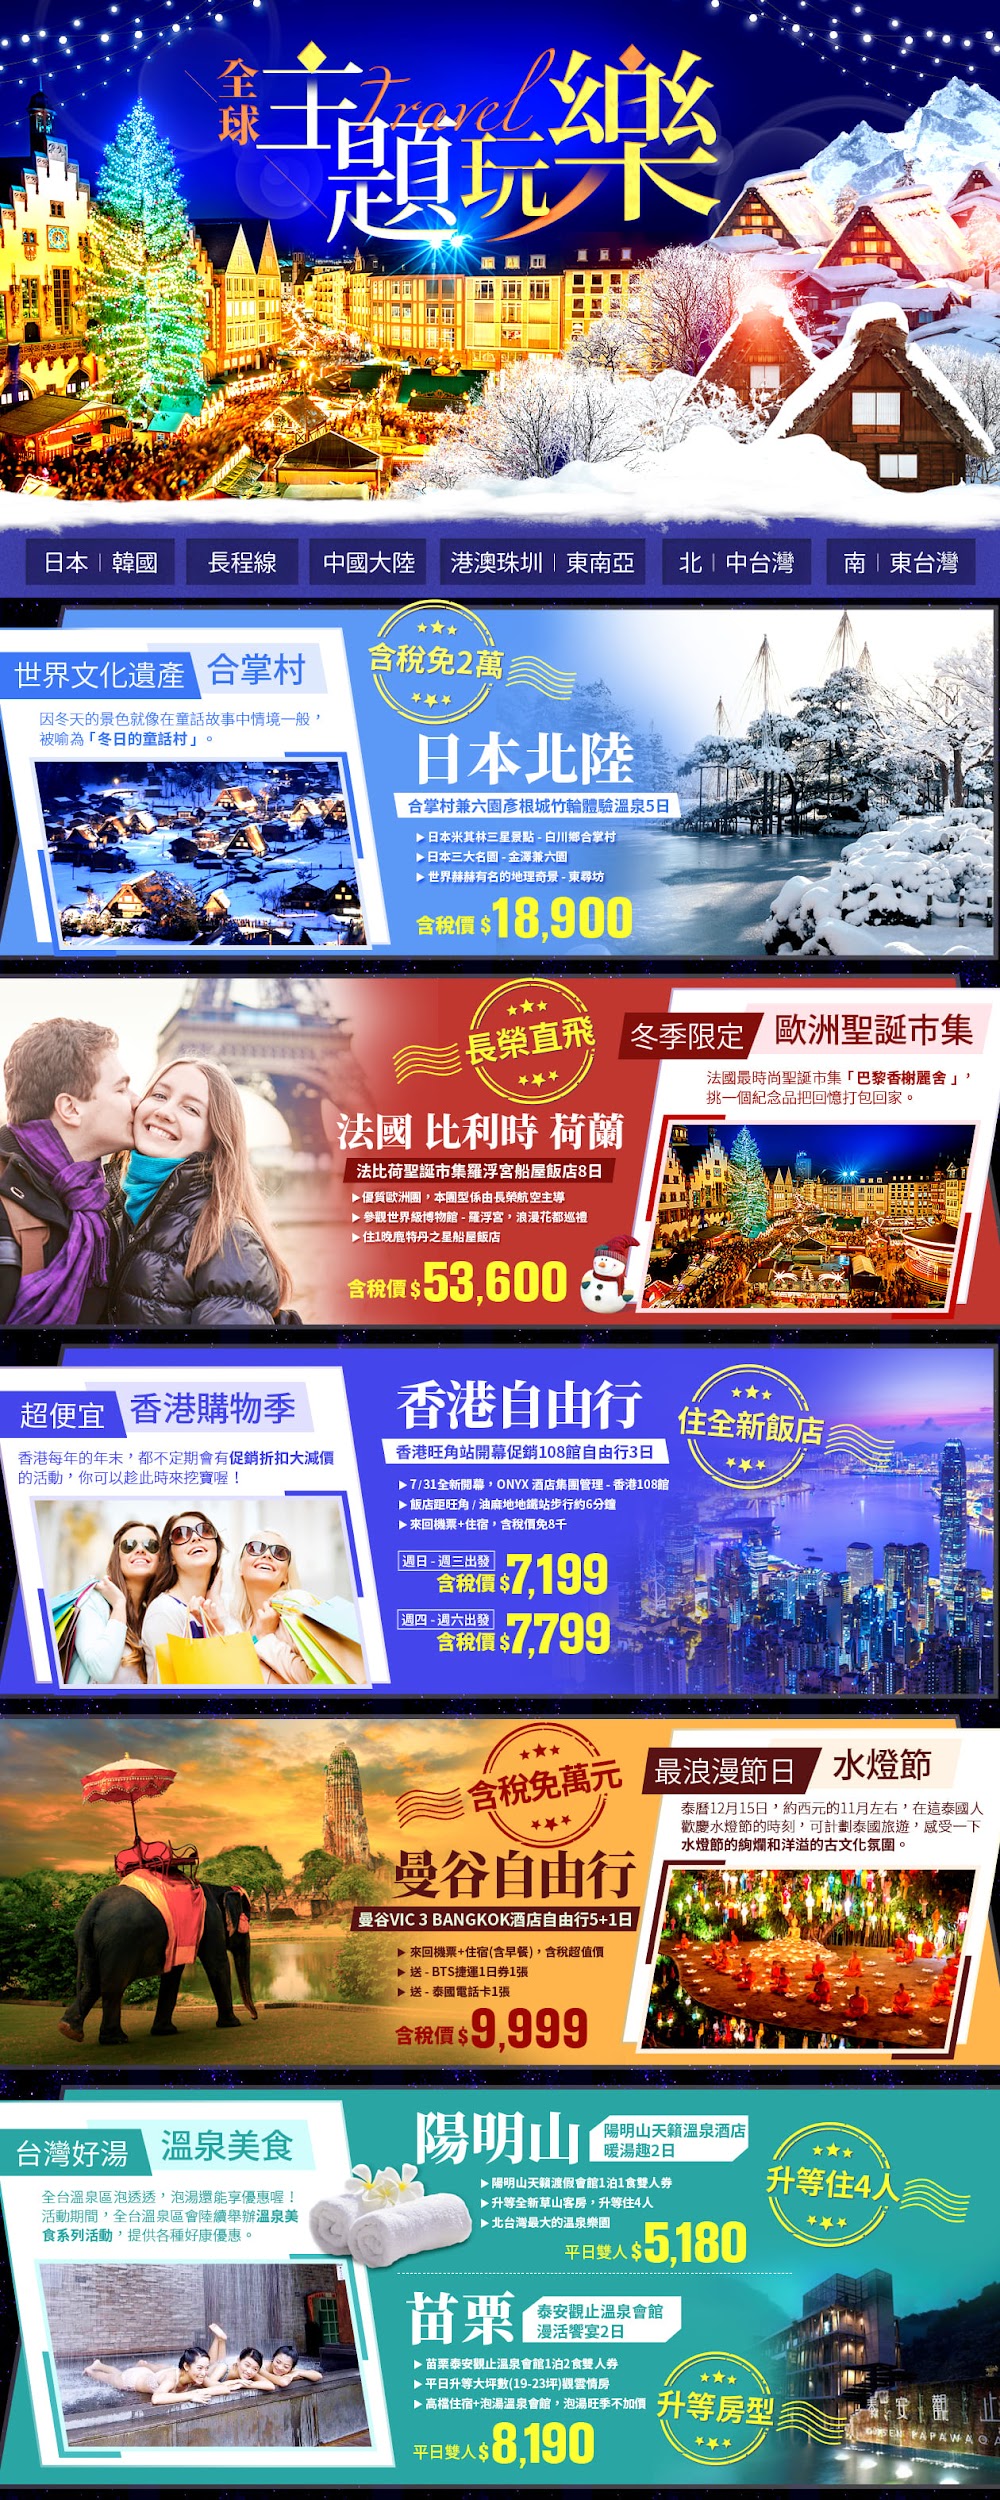 全球主題玩樂
Travel
日本｜韓國
長程線
中國大陸
港澳珠圳｜東南亞
北｜中台灣
南｜東台灣
世界文化遺產 合掌村
因冬天的景色就像在童話故事中情境一般，
被喻為「冬日的童話村」。
含稅免2萬
日本北陸
合掌村兼六園彥根城竹輪體驗溫泉5日
▶日本米其林三星景點 - 白川鄉合掌村
▶日本三大名園 - 金澤兼六園
▶世界赫赫有名的地理奇景 - 東尋坊
含稅價 $18,900
長榮直飛
法國 比利時 荷蘭
法比荷聖誕市集羅浮宮船屋飯店8日
▶優質歐洲團，本團型係由長榮航空主導
▶參觀世界級博物館 - 羅浮宮，浪漫花都巡禮
▶住1晚鹿特丹之星船屋飯店
含稅價 $53,600
冬季限定 歐洲聖誕市集
法國最時尚聖誕市集「巴黎香榭麗舍」，
挑一個紀念品把回憶打包回家。
超便宜 香港購物季
香港每年的年末，都不定期會有促銷折扣大減價
的活動，你可以趁此時來挖寶喔！
香港自由行
香港旺角站開幕促銷108館自由行3日
▶7/31全新開幕，ONYX 酒店集團管理 - 香港108館
▶飯店距旺角 / 油麻地地鐵站步行約6分鐘
▶來回機票+住宿，含稅價免8千
週日 - 週三出發
含稅價 $7,199
週四 - 週六出發
含稅價 $7,799
住全新飯店
含稅免萬元
曼谷自由行
曼谷VIC 3 BANGKOK酒店自由行5+1日
▶來回機票+住宿(含早餐)，含稅超值價
▶送 - BTS捷運1日券1張
▶送 - 泰國電話卡1張
含稅價 $9,999
最浪漫節日 水燈節
泰曆12月15日，約西元的11月左右，在這泰國人
歡慶水燈節的時刻，可計劃泰國旅遊，感受一下
水燈節的絢爛和洋溢的古文化氛圍。
台灣好湯 溫泉美食
全台溫泉區泡透透，泡湯還能享優惠喔！
活動期間，全台溫泉區會陸續舉辦溫泉美
食系列活動，提供各種好康優惠。
陽明山
陽明山天籟溫泉酒店
暖湯趣2日
▶陽明山天籟渡假會館1泊1食雙人券
▶升等全新草山客房，升等住4人
▶北台灣最大的溫泉樂園
平日雙人 $5,180
升等住4人
苗栗
泰安觀止溫泉會館
漫活饗宴2日
▶苗栗泰安觀止溫泉會館1泊2食雙人券
▶平日升等大坪數(19-23坪)觀雲情房
▶高檔住宿+泡湯溫泉會館，泡湯旺季不加價
平日雙人 $8,190
升等房型
泰安觀止